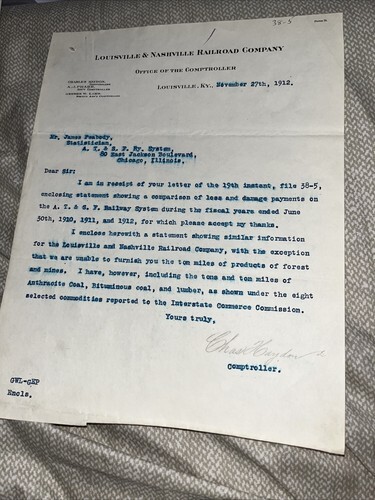 38-5
LOUISVILLE & NASHVILLE RAILROAD COMPANY
OFFICE OF THE COMPTROLLER
LOUISVILLE, KY., November 27th, 1912.
COMPTROLLER
Mr. James Peabody,
Statistician,
A. T. & S. F. Ry. System,
80 East Jackson Boulevard,
Chicago, Illinois.
Dear Sir:
I am in receipt of your letter of the 19th instant, file 38-5,
enclosing statement showing a comparison of loss and damage payments on
the A. T. & S. F. Railway System during the fiscal years ended June
30th, 1910, 1911, and 1912, for which please accept my thanks.
I enclose herewith a statement showing similar information
for the Louisville and Nashville Railroad Company, with the exception
that we are unable to furnish you the ton miles of products of forest
and mines. I have, however, including the tons and ton miles of
Anthracite Coal, Bituminous coal, and lumber, as shown under the eight
selected commodities reported to the Interstate Commerce Commission.
Yours truly,
Comptroller.
GWL-GEP
Encls.